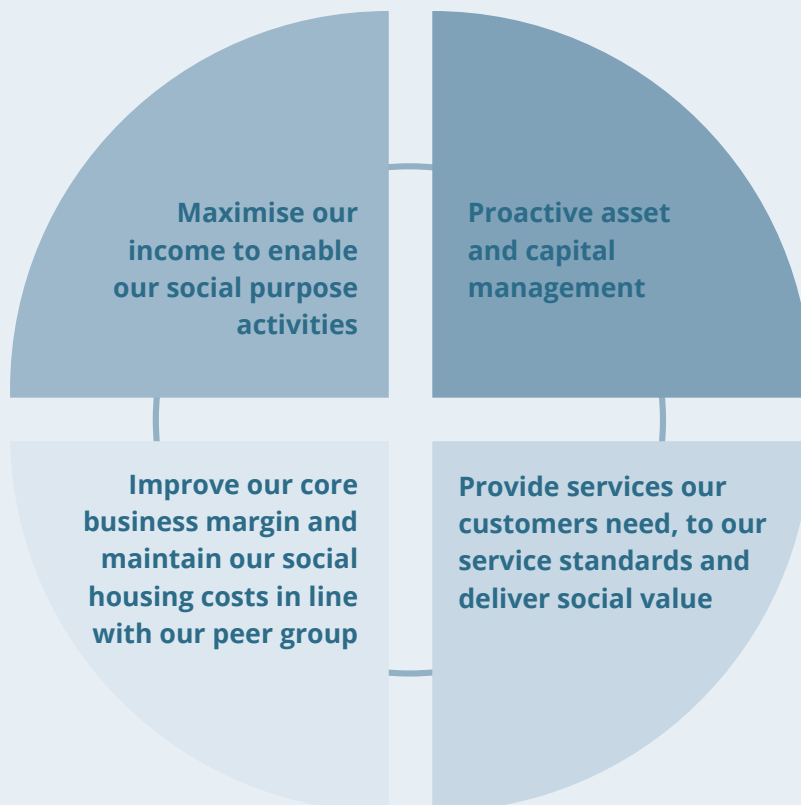 Maximise our
income to enable
our social purpose
activities
Proactive asset
and capital
management
Improve our core
business margin and
maintain our social
housing costs in line
with our peer group
Provide services our
customers need, to our
service standards and
deliver social value